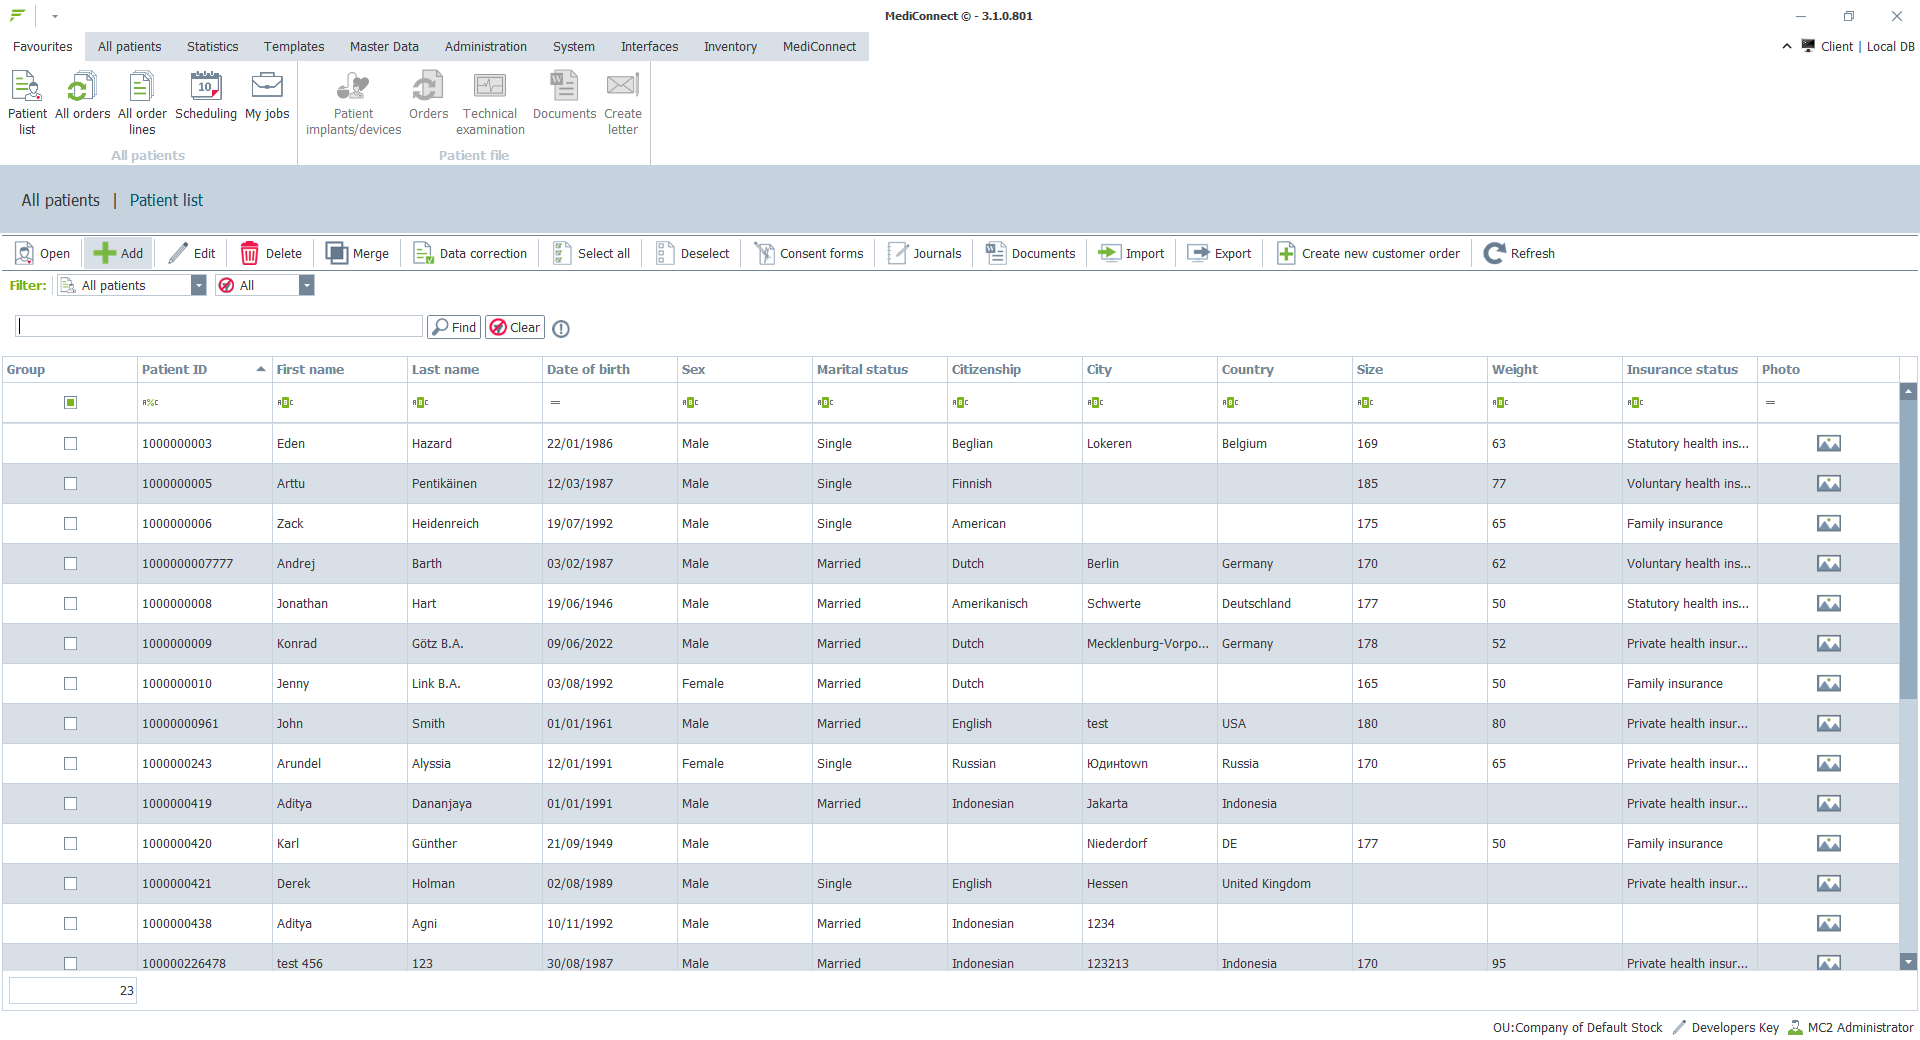 MediConnect © - 3.1.0.801
Favourites All patients Statistics Templates Master Data Administration System Interfaces Inventory MediConnect
Client | Local DB
Patient list All orders All order lines Scheduling My jobs Patient implants/devices Orders Technical examination Documents Create letter
All patients Patient file
All patients | Patient list
Open Add Edit Delete Merge Data correction Select all Deselect Consent forms Journals Documents Import Export Create new customer order Refresh
Filter: All patients All
Find Clear
Group Patient ID First name Last name Date of birth Sex Marital status Citizenship City Country Size Weight Insurance status Photo
1000000003 Eden Hazard 22/01/1986 Male Single Beglian Lokeren Belgium 169 63 Statutory health ins...
1000000005 Arttu Pentikäinen 12/03/1987 Male Single Finnish 185 77 Voluntary health ins...
1000000006 Zack Heidenreich 19/07/1992 Male Single American 175 65 Family insurance
1000000007777 Andrej Barth 03/02/1987 Male Married Dutch Berlin Germany 170 62 Voluntary health ins...
1000000008 Jonathan Hart 19/06/1946 Male Married Amerikanisch Schwerte Deutschland 177 50 Statutory health ins...
1000000009 Konrad Götz B.A. 09/06/2022 Male Married Dutch Mecklenburg-Vorpo... Germany 178 52 Private health insur...
1000000010 Jenny Link B.A. 03/08/1992 Female Married Dutch 165 50 Family insurance
10000000961 John Smith 01/01/1961 Male Married English test USA 180 80 Private health insur...
1000000243 Arundel Alyssia 12/01/1991 Female Single Russian Юдинtown Russia 170 65 Private health insur...
1000000419 Aditya Dananjaya 01/01/1991 Male Married Indonesian Jakarta Indonesia Private health insur...
1000000420 Karl Günther 21/09/1949 Male Niederdorf DE 177 50 Family insurance
1000000421 Derek Holman 02/08/1989 Male Single English Hessen United Kingdom Private health insur...
1000000438 Aditya Agni 10/11/1992 Male Married Indonesian 1234
100000226478 test 456 123 30/08/1987 Male Married Indonesian 123213 Indonesia 170 95 Private health insur...
23
OU:Company of Default Stock Developers Key MC2 Administrator